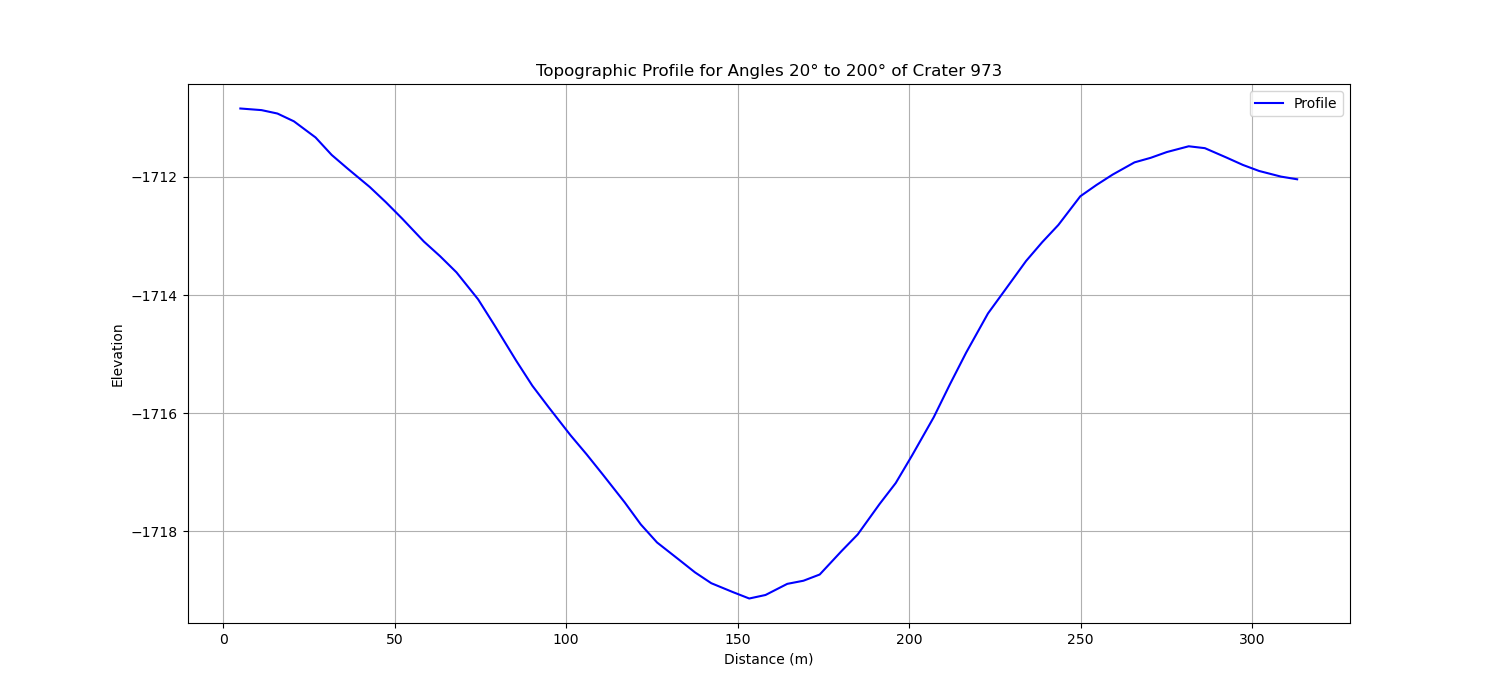 Topographic Profile for Angles 20° to 200° of Crater 973
Profile
−1712
−1714
−1716
−1718
Elevation
0 50 100 150 200 250 300
Distance (m)